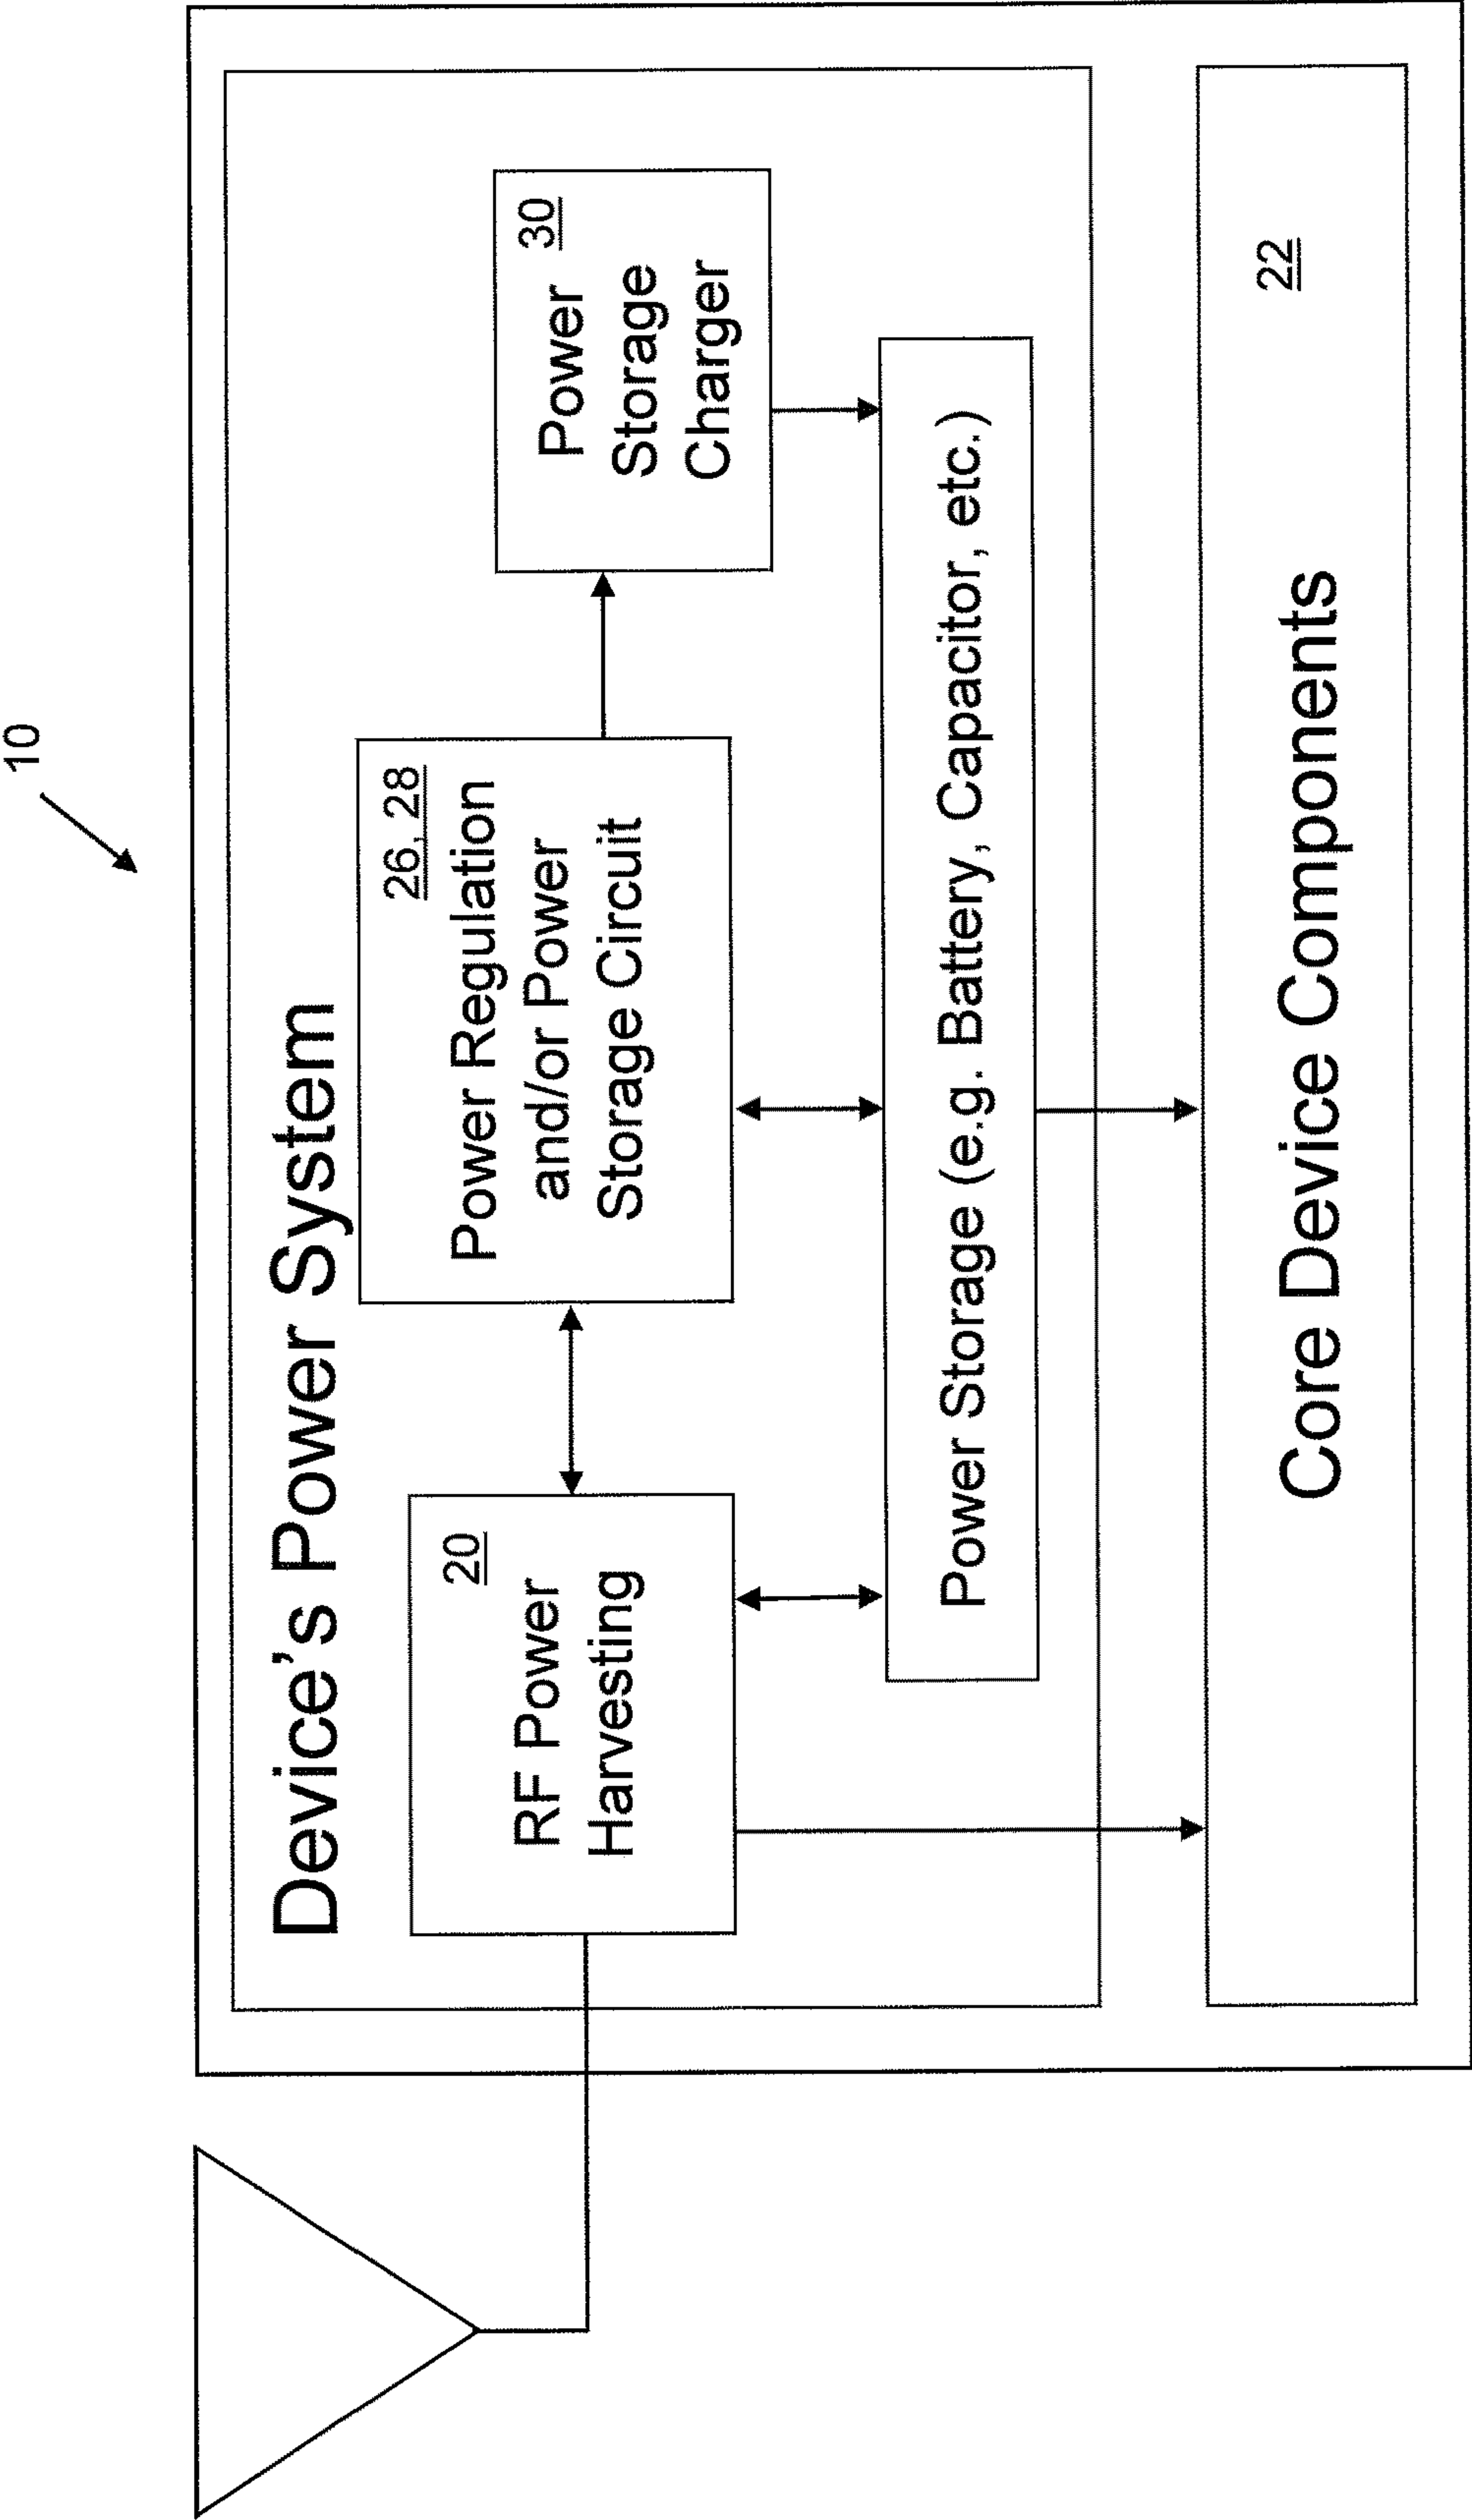 10
Device's Power System
20
RF Power
Harvesting
26, 28
Power Regulation
and/or Power
Storage Circuit
30
Power
Storage
Charger
Power Storage (e.g. Battery, Capacitor, etc.)
22
Core Device Components